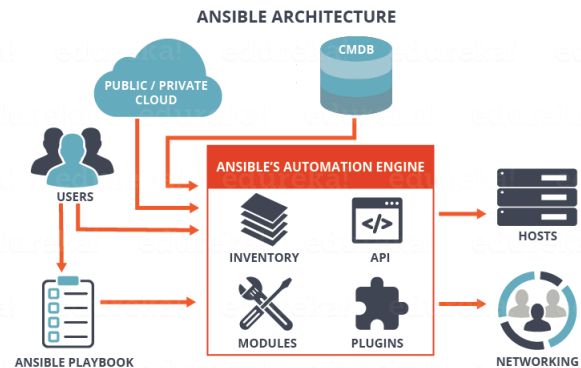 ANSIBLE ARCHITECTURE
CMDB
PUBLIC / PRIVATE
CLOUD
USERS
ANSIBLE'S AUTOMATION ENGINE
INVENTORY
</>
API
MODULES
PLUGINS
HOSTS
ANSIBLE PLAYBOOK
NETWORKING
edureka!